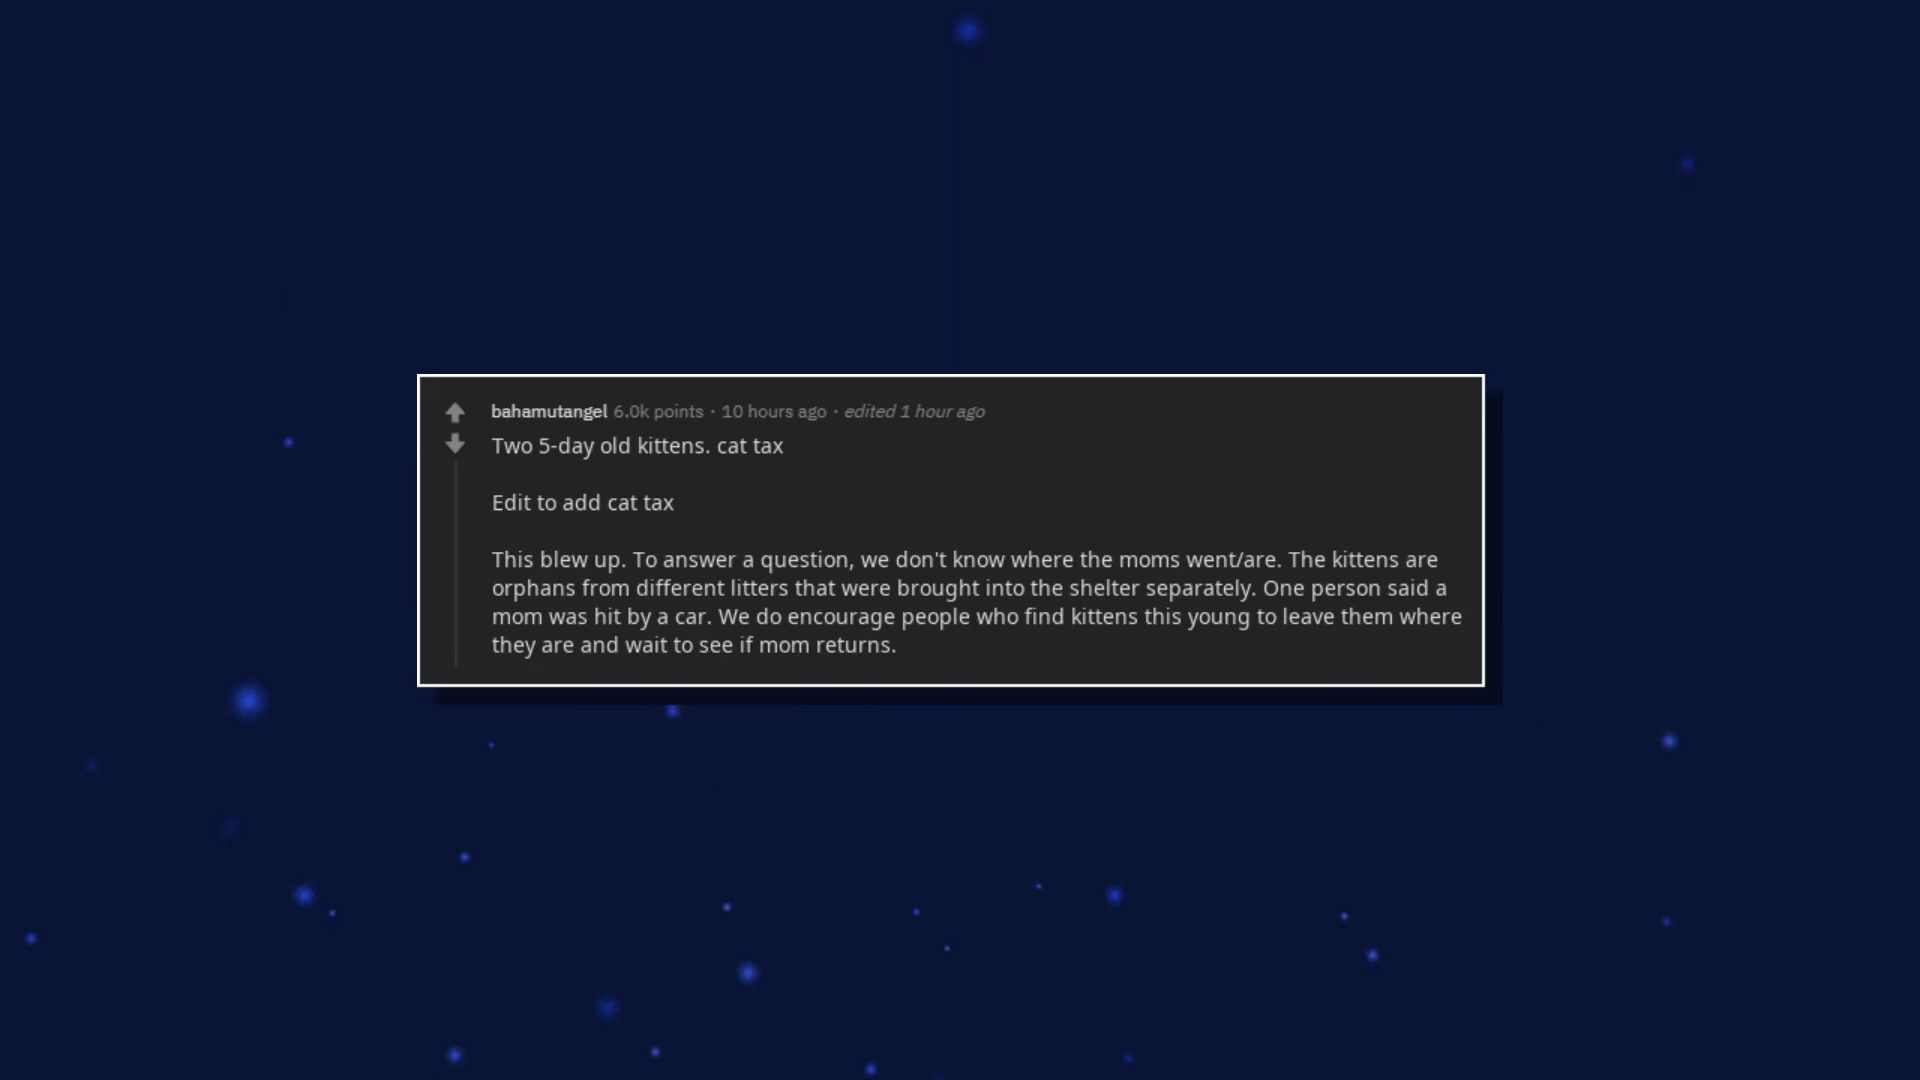 bahamutangel 6.0k points · 10 hours ago · edited 1 hour ago
Two 5-day old kittens. cat tax
Edit to add cat tax
This blew up. To answer a question, we don't know where the moms went/are. The kittens are
orphans from different litters that were brought into the shelter separately. One person said a
mom was hit by a car. We do encourage people who find kittens this young to leave them where
they are and wait to see if mom returns.